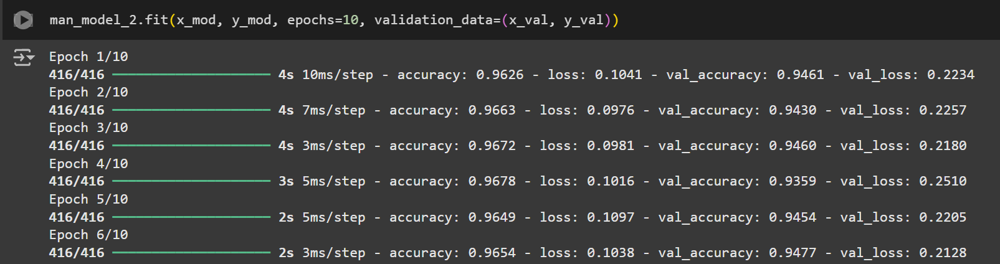 man_model_2.fit(x_mod, y_mod, epochs=10, validation_data=(x_val, y_val))
Epoch 1/10
416/416 ━━━━━━━━━━━━━━━━━━━━ 4s 10ms/step - accuracy: 0.9626 - loss: 0.1041 - val_accuracy: 0.9461 - val_loss: 0.2234
Epoch 2/10
416/416 ━━━━━━━━━━━━━━━━━━━━ 4s 7ms/step - accuracy: 0.9663 - loss: 0.0976 - val_accuracy: 0.9430 - val_loss: 0.2257
Epoch 3/10
416/416 ━━━━━━━━━━━━━━━━━━━━ 4s 3ms/step - accuracy: 0.9672 - loss: 0.0981 - val_accuracy: 0.9460 - val_loss: 0.2180
Epoch 4/10
416/416 ━━━━━━━━━━━━━━━━━━━━ 3s 5ms/step - accuracy: 0.9678 - loss: 0.1016 - val_accuracy: 0.9359 - val_loss: 0.2510
Epoch 5/10
416/416 ━━━━━━━━━━━━━━━━━━━━ 2s 5ms/step - accuracy: 0.9649 - loss: 0.1097 - val_accuracy: 0.9454 - val_loss: 0.2205
Epoch 6/10
416/416 ━━━━━━━━━━━━━━━━━━━━ 2s 3ms/step - accuracy: 0.9654 - loss: 0.1038 - val_accuracy: 0.9477 - val_loss: 0.2128